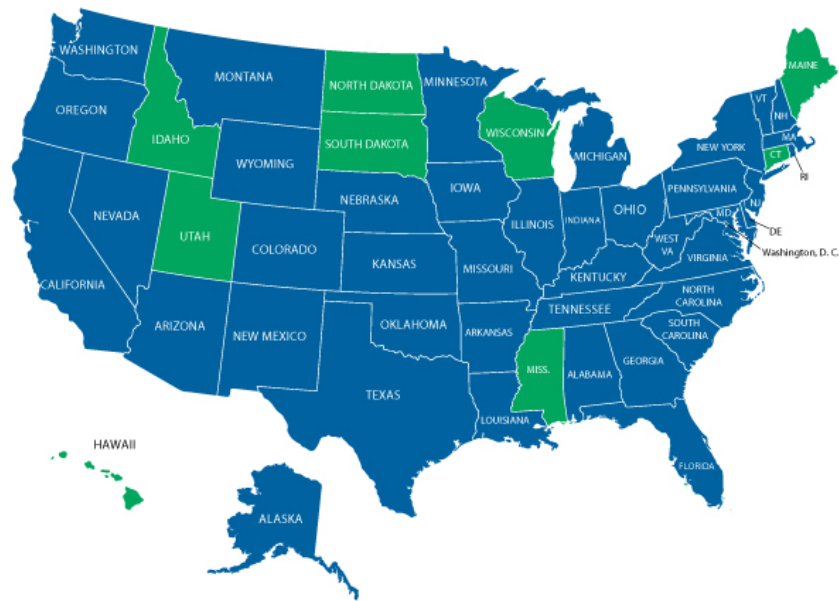 WASHINGTON
MONTANA
NORTH DAKOTA
MINNESOTA
MAINE
OREGON
IDAHO
SOUTH DAKOTA
WISCONSIN
VT
NH
WYOMING
MICHIGAN
NEW YORK
MA
CT
RI
NEVADA
UTAH
NEBRASKA
IOWA
PENNSYLVANIA
NJ
COLORADO
ILLINOIS
INDIANA
OHIO
MD
DE
Washington, D. C.
CALIFORNIA
KANSAS
MISSOURI
WEST
VA
VIRGINIA
KENTUCKY
ARIZONA
NEW MEXICO
OKLAHOMA
ARKANSAS
TENNESSEE
NORTH
CAROLINA
SOUTH
CAROLINA
TEXAS
MISS.
ALABAMA
GEORGIA
LOUISIANA
HAWAII
FLORIDA
ALASKA